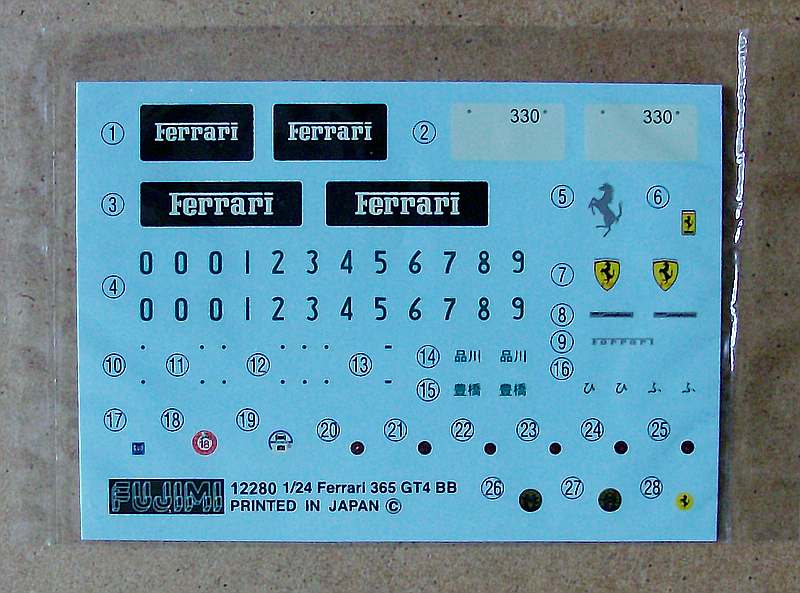 ① Ferrari Ferrari ② 330 330
③ Ferrari Ferrari ⑤ ⑥
④ 0 0 0 1 2 3 4 5 6 7 8 9
0 0 0 1 2 3 4 5 6 7 8 9
⑦
⑧
⑨ Ferrari
⑩ ⑪ ⑫ ⑬ ⑭ 品川 品川
⑮ 豊橋 豊橋
⑯ ひ ひ ふ ふ
⑰ ⑱ ⑲ ⑳ ㉑ ㉒ ㉓ ㉔ ㉕
FUJIMI 12280 1/24 Ferrari 365 GT4 BB
PRINTED IN JAPAN ©
㉖ ㉗ ㉘